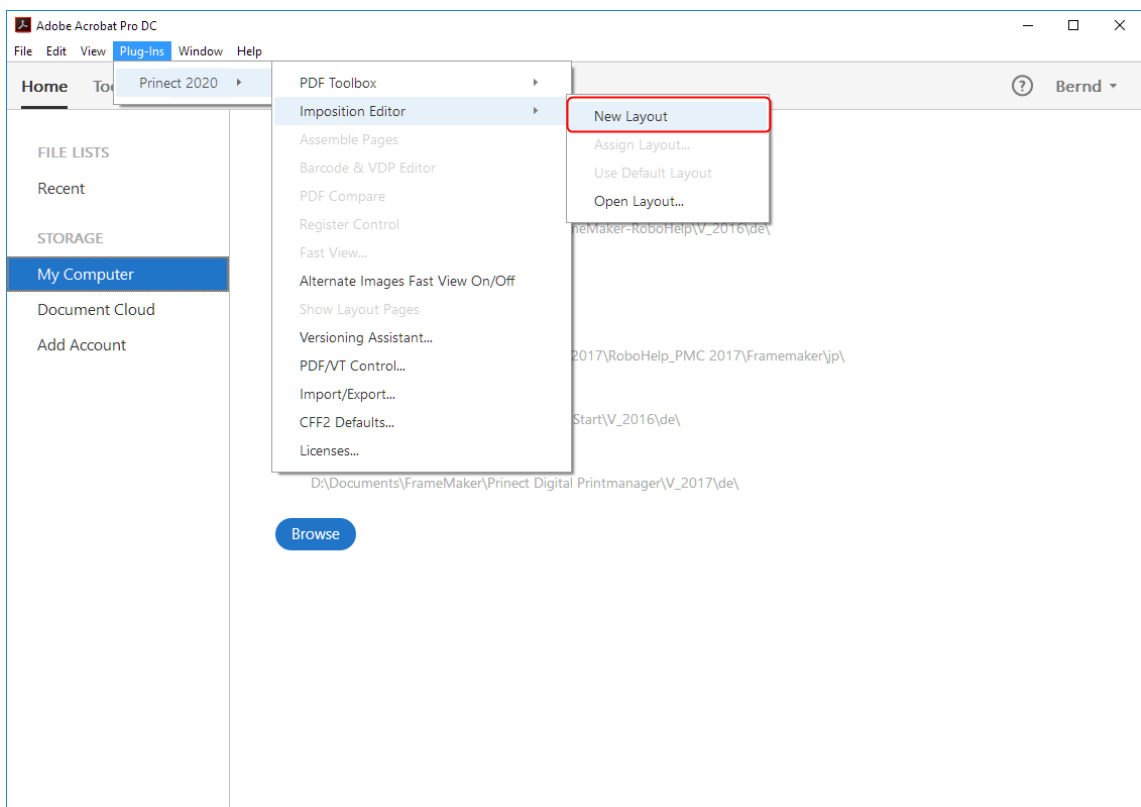 Adobe Acrobat Pro DC
File Edit View Plug-Ins Window Help
Home
Prinect 2020
Bernd
PDF Toolbox
Imposition Editor
Assemble Pages
Barcode & VDP Editor
PDF Compare
Register Control
Fast View...
Alternate Images Fast View On/Off
Show Layout Pages
Versioning Assistant...
PDF/VT Control...
Import/Export...
CFF2 Defaults...
Licenses...
New Layout
Assign Layout...
Use Default Layout
Open Layout...
FILE LISTS
Recent
STORAGE
My Computer
Document Cloud
Add Account
neMaker-RoboHelp\V_2016\de\
2017\RoboHelp_PMC 2017\Framemaker\jp\
Start\V_2016\de\
D:\Documents\FrameMaker\Prinect Digital Printmanager\V_2017\de\
Browse